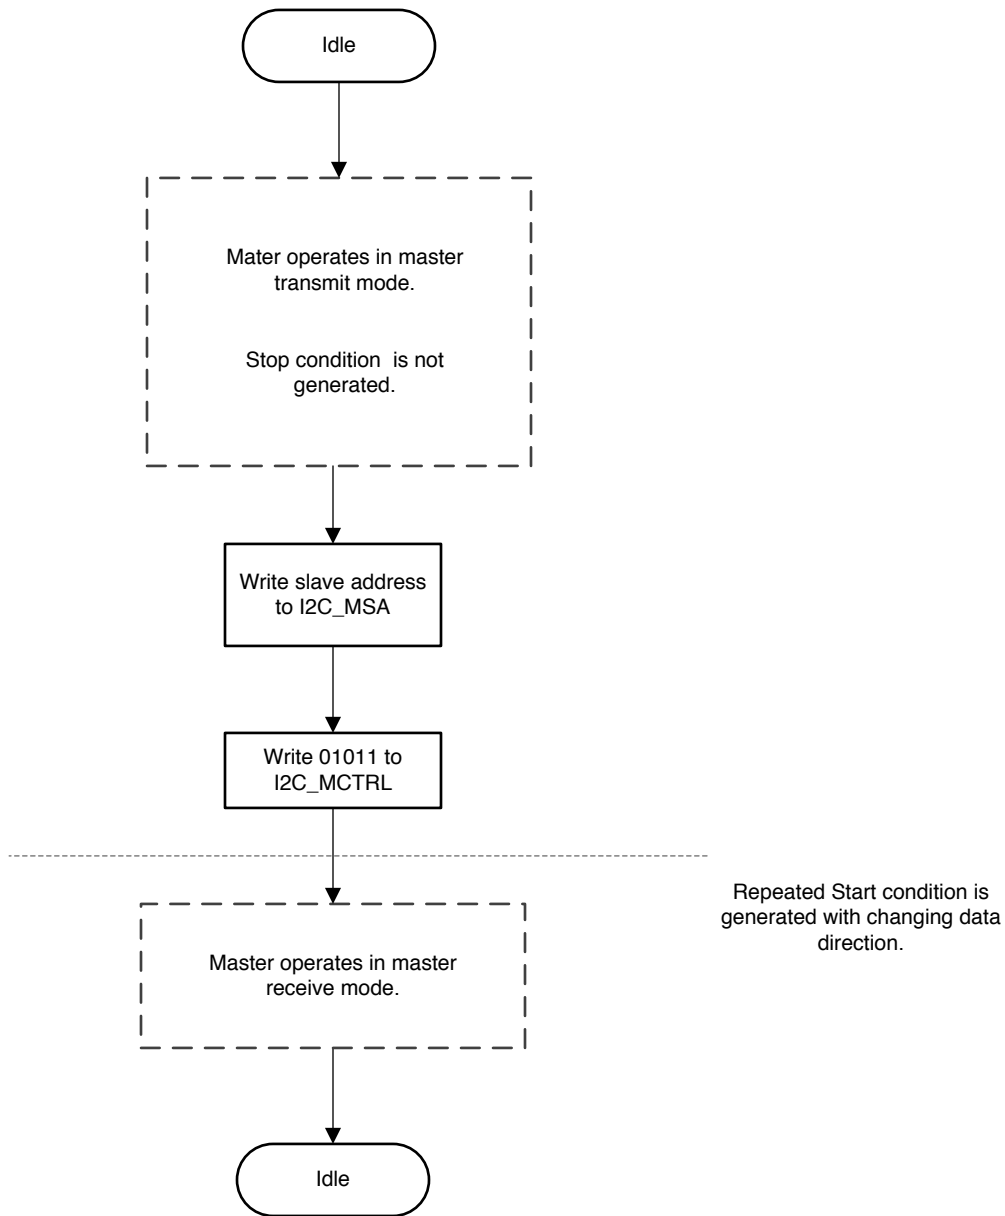 Idle
Mater operates in master
transmit mode.
Stop condition is not
generated.
Write slave address
to I2C_MSA
Write 01011 to
I2C_MCTRL
Repeated Start condition is
generated with changing data
direction.
Master operates in master
receive mode.
Idle